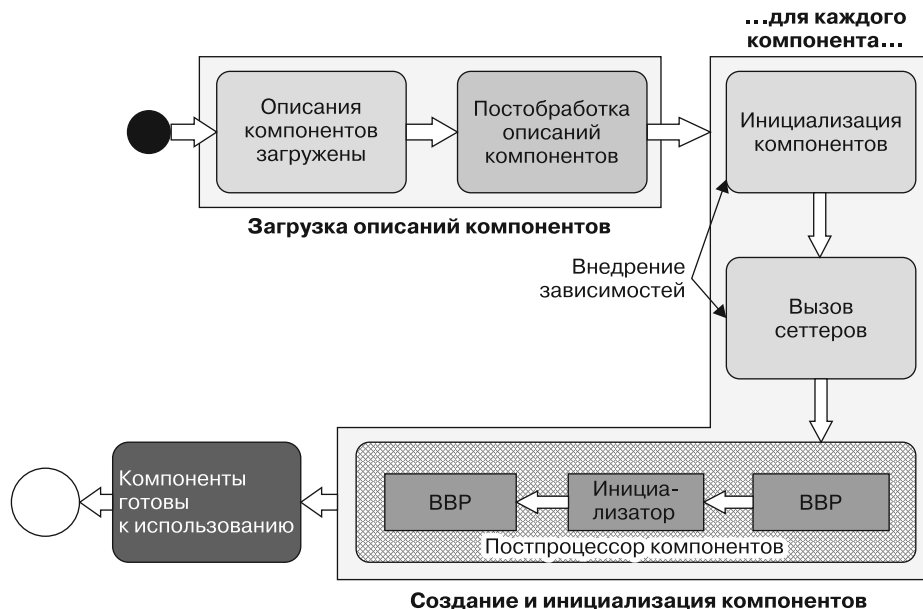 ...для каждого
компонента...
Описания
компонентов
загружены
Постобработка
описаний
компонентов
Инициализация
компонентов
Загрузка описаний компонентов
Внедрение
зависимостей
Вызов
сеттеров
Компоненты
готовы
к использованию
BBP
Инициа-
лизатор
BBP
Постпроцессор компонентов
Создание и инициализация компонентов